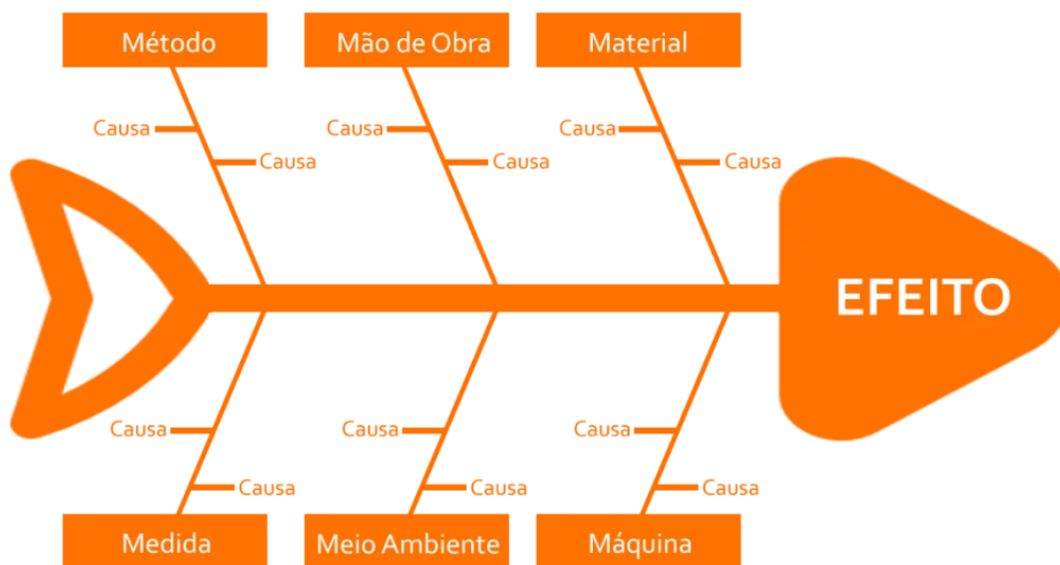 Método
Mão de Obra
Material
Causa
Causa
Causa
Causa
Causa
Causa
EFEITO
Causa
Causa
Causa
Causa
Causa
Causa
Medida
Meio Ambiente
Máquina